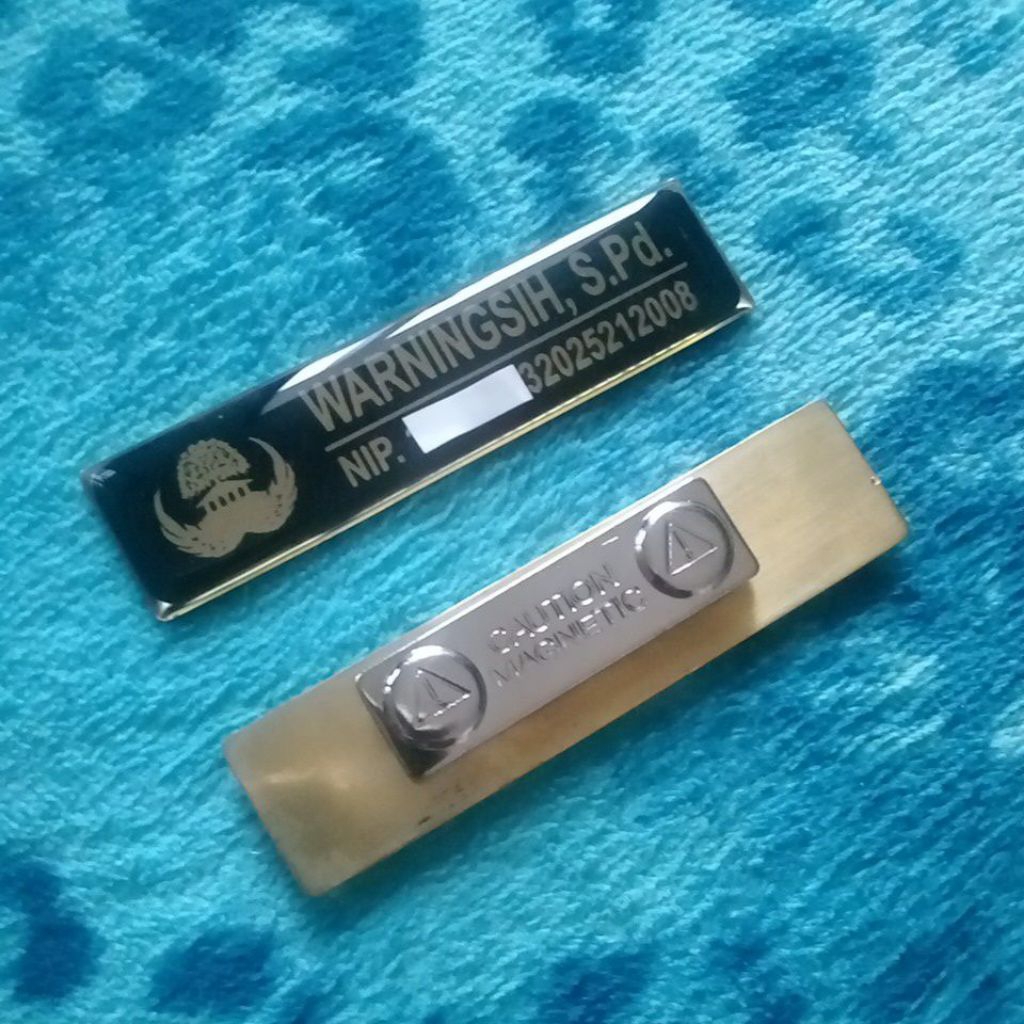 WARNINGSIH, S.Pd.
NIP. 32025212008
CAUTION
MAGNETIC